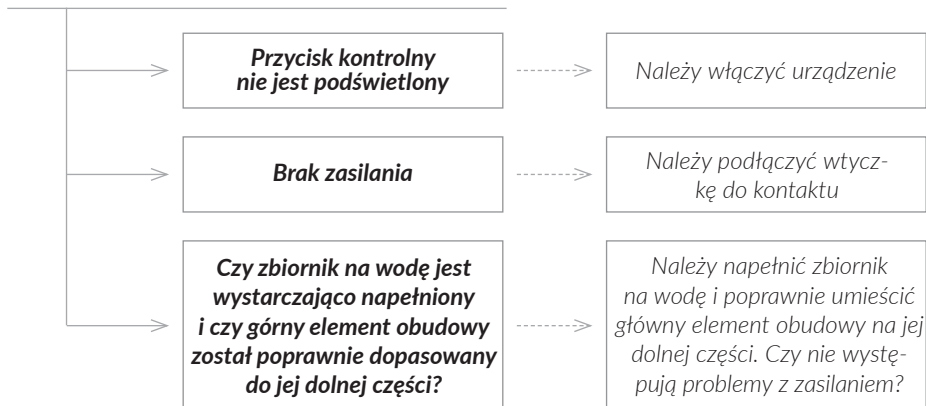 Przycisk kontrolny
nie jest podświetlony
Należy włączyć urządzenie
Brak zasilania
Należy podłączyć wtycz-
kę do kontaktu
Czy zbiornik na wodę jest
wystarczająco napełniony
i czy górny element obudowy
został poprawnie dopasowany
do jej dolnej części?
Należy napełnić zbiornik
na wodę i poprawnie umieścić
główny element obudowy na jej
dolnej części. Czy nie wystę-
pują problemy z zasilaniem?